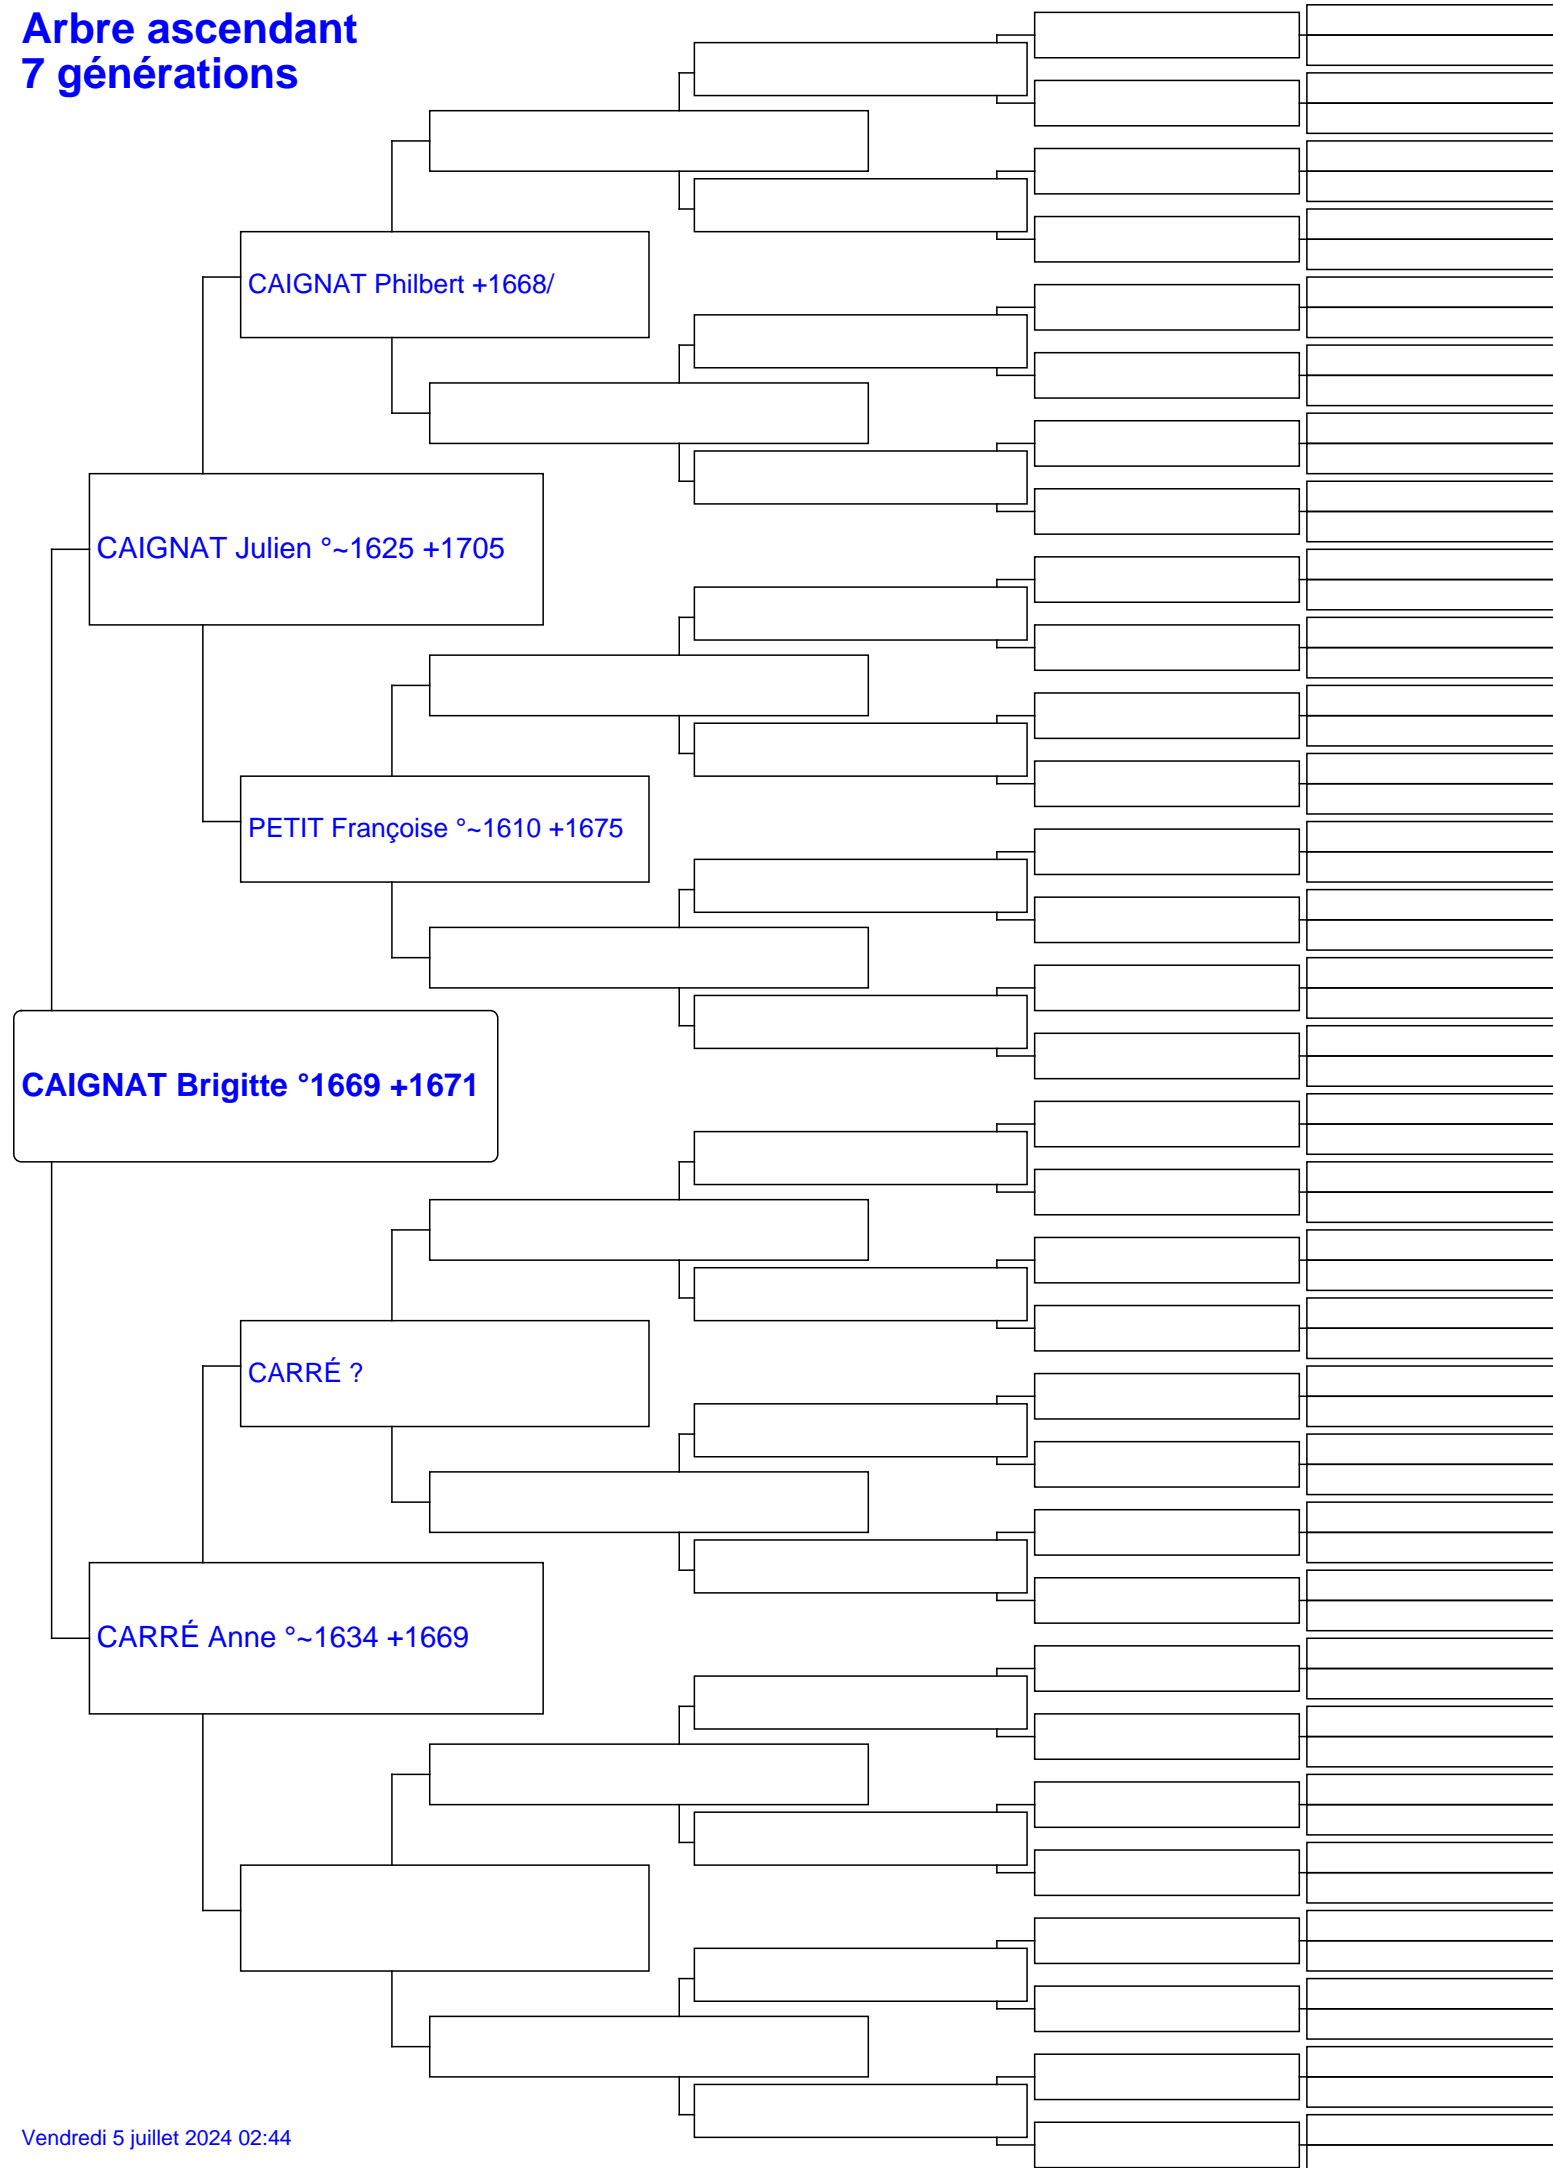 Arbre ascendant
7 générations
CAIGNAT Philbert +1668/
CAIGNAT Julien °~1625 +1705
PETIT Françoise °~1610 +1675
CAIGNAT Brigitte °1669 +1671
CARRÉ ?
CARRÉ Anne °~1634 +1669
Vendredi 5 juillet 2024 02:44